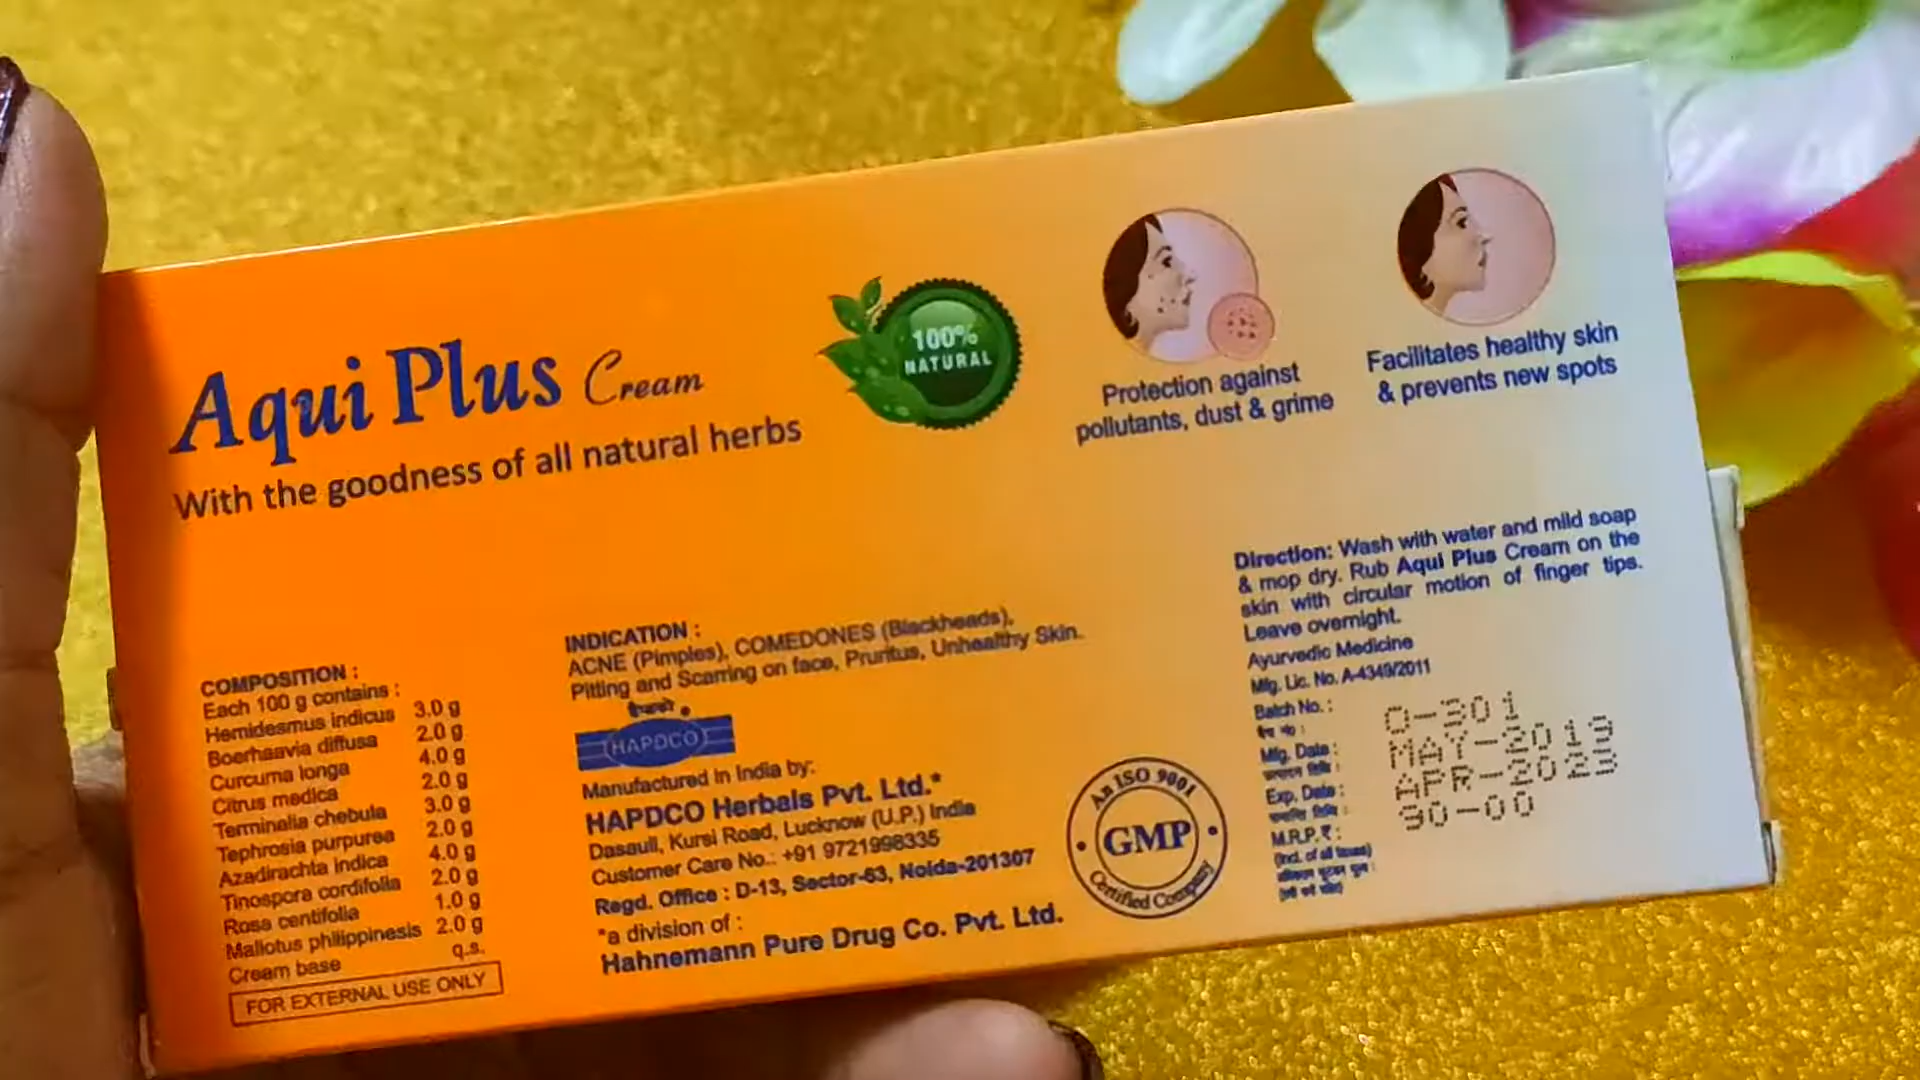 Aqui Plus Cream
With the goodness of all natural herbs
100%
NATURAL
Protection against
pollutants, dust & grime
Facilitates healthy skin
& prevents new spots
COMPOSITION :
Each 100 g contains :
Hemidesmus indicus 3.0 g
Boerhaavia diffusa 2.0 g
Curcuma longa 4.0 g
Citrus medica 2.0 g
Terminalia chebula 3.0 g
Tephrosia purpurea 2.0 g
Azadirachta indica 4.0 g
Tinospora cordifolia 2.0 g
Rosa centifolia 1.0 g
Mallotus philippinesis 2.0 g
Cream base q.s.
FOR EXTERNAL USE ONLY
INDICATION :
ACNE (Pimples), COMEDONES (Blackheads),
Pitting and Scarring on face, Pruritus, Unhealthy Skin.
हैपडको
HAPDCO
Manufactured in India by:
HAPDCO Herbals Pvt. Ltd.*
Dasauli, Kursi Road, Lucknow (U.P.) India
Customer Care No.: +91 9721998335
Regd. Office : D-13, Sector-63, Noida-201307
*a division of :
Hahnemann Pure Drug Co. Pvt. Ltd.
An ISO 9001
GMP
Certified Company
Direction: Wash with water and mild soap
& mop dry. Rub Aqui Plus Cream on the
skin with circular motion of finger tips.
Leave overnight.
Ayurvedic Medicine
Mfg. Lic. No. A-4349/2011
Batch No. : O-301
बैच नं० :
Mfg. Date : MAY-2019
Exp. Date : APR-2023
M.R.P. ₹ : 90-00
(Incl. of all taxes)